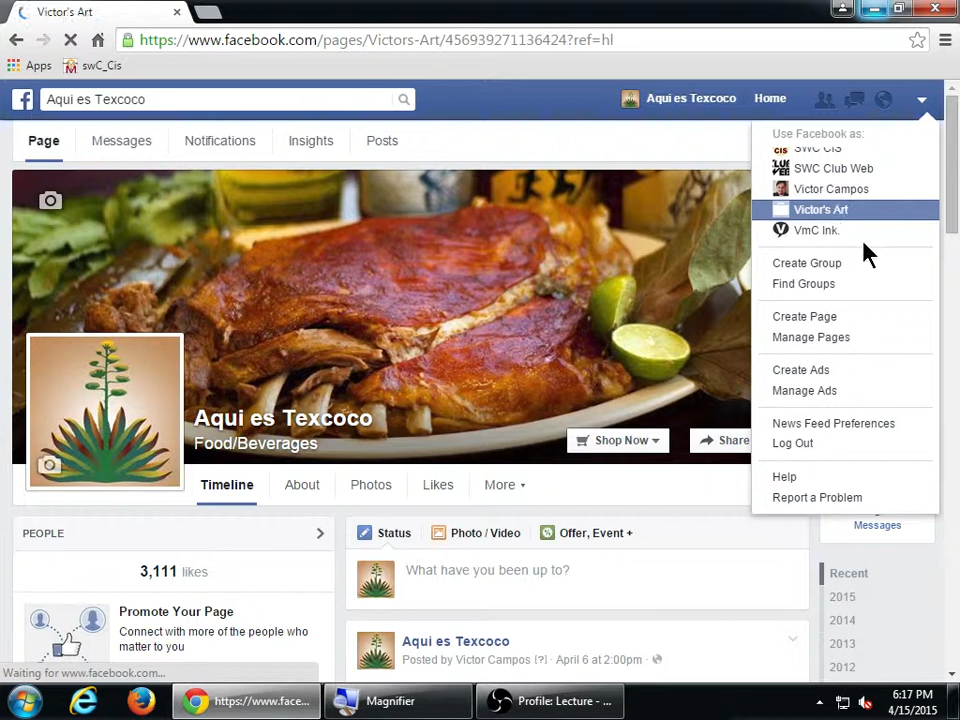 Victor's Art
https://www.facebook.com/pages/Victors-Art/456939271136424?ref=hl
Apps swC_Cis
Aqui es Texcoco
Aqui es Texcoco Home
Page Messages Notifications Insights Posts
Use Facebook as:
SWC CIS
SWC Club Web
Victor Campos
Victor's Art
VmC Ink.
Create Group
Find Groups
Create Page
Manage Pages
Create Ads
Manage Ads
News Feed Preferences
Log Out
Help
Report a Problem
Aqui es Texcoco
Food/Beverages
Shop Now
Share
Timeline About Photos Likes More
Messages
PEOPLE
3,111 likes
Promote Your Page
Connect with more of the people who
matter to you
Status Photo / Video Offer, Event +
What have you been up to?
Aqui es Texcoco
Posted by Victor Campos [?] · April 6 at 2:00pm ·
Recent
2015
2014
2013
2012
Waiting for www.facebook.com...
https://www.face...
Magnifier
Profile: Lecture - ...
6:17 PM
4/15/2015